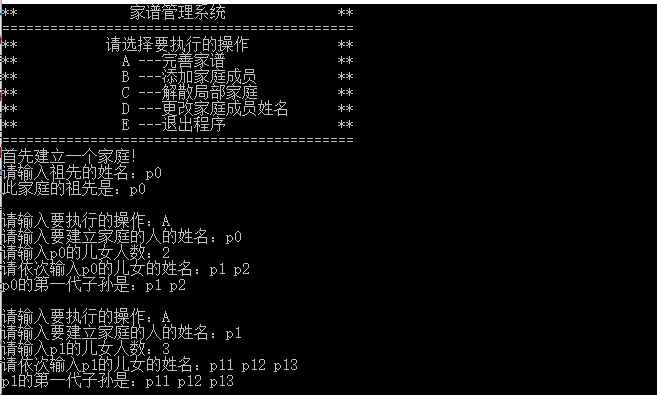 **              家谱管理系统              **
============================================
**           请选择要执行的操作           **
**             A ---完善家谱              **
**             B ---添加家庭成员          **
**             C ---解散局部家庭          **
**             D ---更改家庭成员姓名      **
**             E ---退出程序              **
============================================
首先建立一个家庭!
请输入祖先的姓名: p0
此家庭的祖先是: p0
请输入要执行的操作: A
请输入要建立家庭的人的姓名: p0
请输入p0的儿女人数: 2
请依次输入p0的儿女的姓名: p1 p2
p0的第一代子孙是: p1 p2
请输入要执行的操作: A
请输入要建立家庭的人的姓名: p1
请输入p1的儿女人数: 3
请依次输入p1的儿女的姓名: p11 p12 p13
p1的第一代子孙是: p11 p12 p13